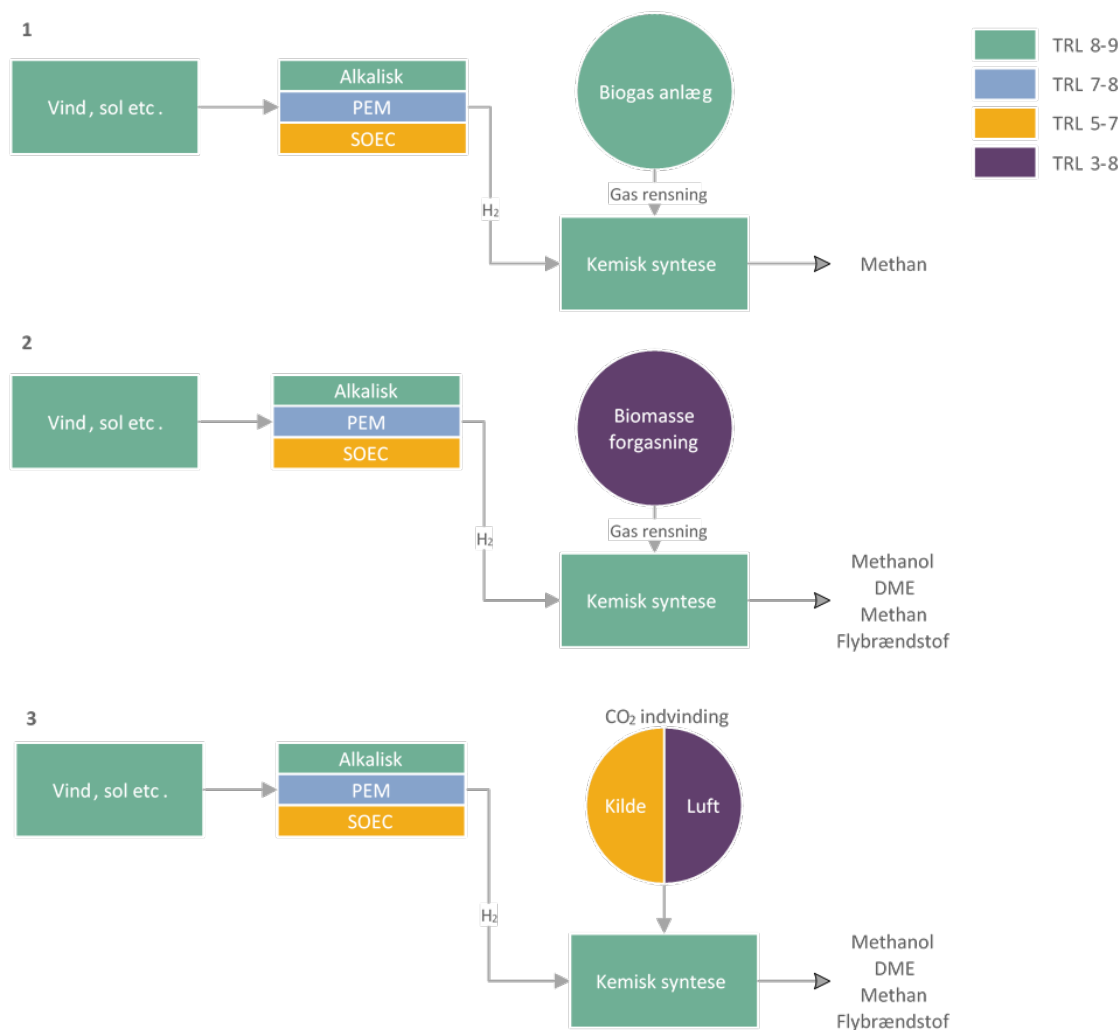 1
Vind, sol etc.
Alkalisk
PEM
SOEC
H₂
Biogas anlæg
Gas rensning
Kemisk syntese
Methan
TRL 8-9
TRL 7-8
TRL 5-7
TRL 3-8
2
Vind, sol etc.
Alkalisk
PEM
SOEC
H₂
Biomasse
forgasning
Gas rensning
Kemisk syntese
Methanol
DME
Methan
Flybrændstof
3
Vind, sol etc.
Alkalisk
PEM
SOEC
H₂
CO₂ indvinding
Kilde
Luft
Kemisk syntese
Methanol
DME
Methan
Flybrændstof